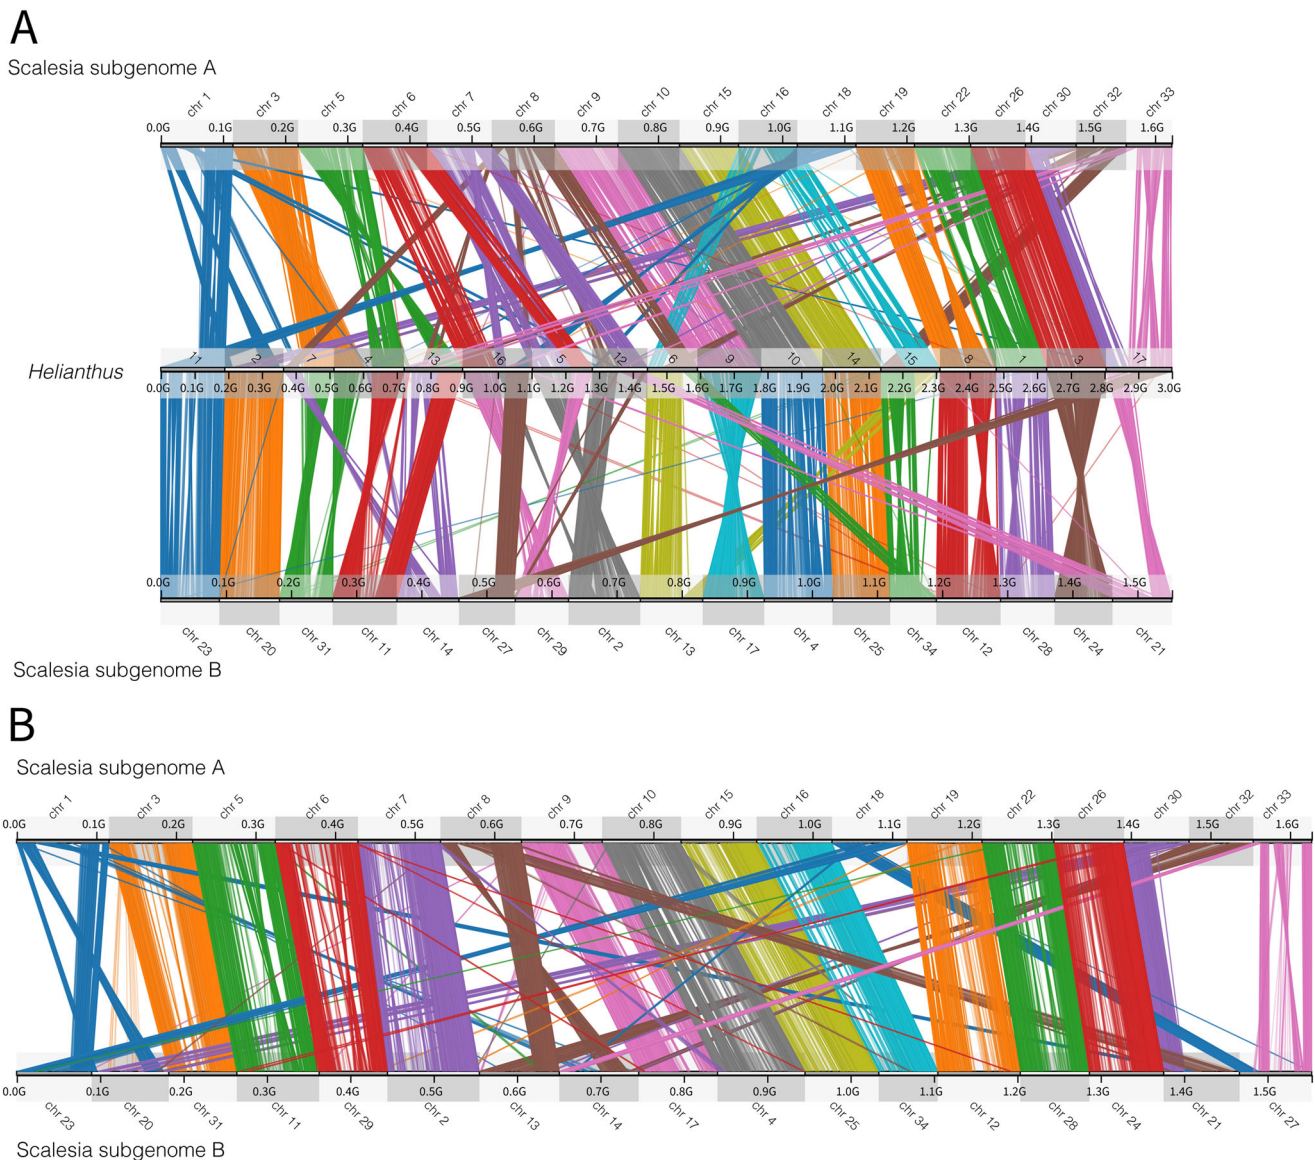 A
Scalesia subgenome A
chr 1 chr 3 chr 5 chr 6 chr 7 chr 8 chr 9 chr 10 chr 15 chr 16 chr 18 chr 19 chr 22 chr 26 chr 30 chr 32 chr 33
0.0G 0.1G 0.2G 0.3G 0.4G 0.5G 0.6G 0.7G 0.8G 0.9G 1.0G 1.1G 1.2G 1.3G 1.4G 1.5G 1.6G
11 2 7 4 13 16 5 12 6 9 10 14 15 8 1 3 17
Helianthus
0.0G 0.1G 0.2G 0.3G 0.4G 0.5G 0.6G 0.7G 0.8G 0.9G 1.0G 1.1G 1.2G 1.3G 1.4G 1.5G 1.6G 1.7G 1.8G 1.9G 2.0G 2.1G 2.2G 2.3G 2.4G 2.5G 2.6G 2.7G 2.8G 2.9G 3.0G
0.0G 0.1G 0.2G 0.3G 0.4G 0.5G 0.6G 0.7G 0.8G 0.9G 1.0G 1.1G 1.2G 1.3G 1.4G 1.5G
chr 23 chr 20 chr 31 chr 11 chr 14 chr 27 chr 29 chr 2 chr 13 chr 17 chr 4 chr 25 chr 34 chr 12 chr 28 chr 24 chr 21
Scalesia subgenome B
B
Scalesia subgenome A
chr 1 chr 3 chr 5 chr 6 chr 7 chr 8 chr 9 chr 10 chr 15 chr 16 chr 18 chr 19 chr 22 chr 26 chr 30 chr 32 chr 33
0.0G 0.1G 0.2G 0.3G 0.4G 0.5G 0.6G 0.7G 0.8G 0.9G 1.0G 1.1G 1.2G 1.3G 1.4G 1.5G 1.6G
0.0G 0.1G 0.2G 0.3G 0.4G 0.5G 0.6G 0.7G 0.8G 0.9G 1.0G 1.1G 1.2G 1.3G 1.4G 1.5G
chr 23 chr 20 chr 31 chr 11 chr 29 chr 2 chr 13 chr 14 chr 17 chr 4 chr 25 chr 34 chr 12 chr 28 chr 24 chr 21 chr 27
Scalesia subgenome B